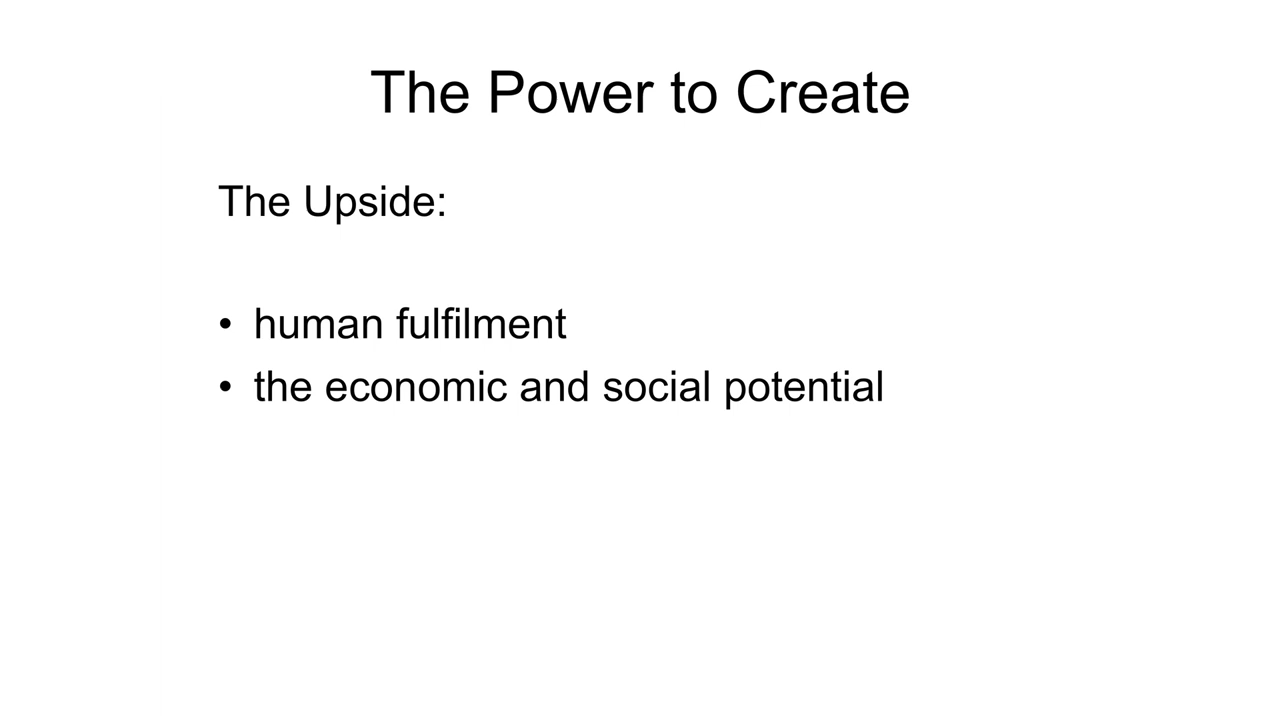 The Power to Create
The Upside:
• human fulfilment
• the economic and social potential